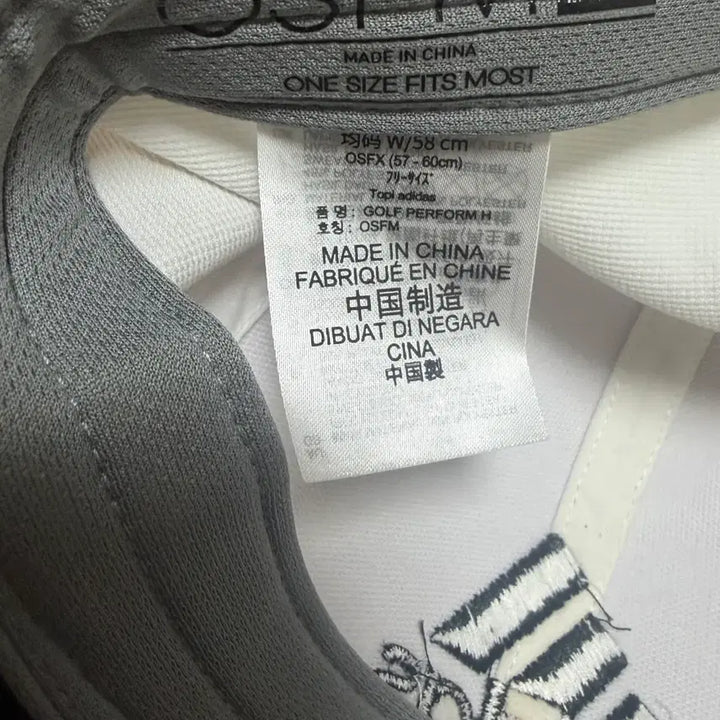 OSFM
MADE IN CHINA
ONE SIZE FITS MOST
均码 W/58 cm
OSFX (57 - 60cm)
フリーサイズ
Topi adidas
품 명 : GOLF PERFORM H
호칭 : OSFM
MADE IN CHINA
FABRIQUÉ EN CHINE
中国制造
DIBUAT DI NEGARA
CINA
中国製